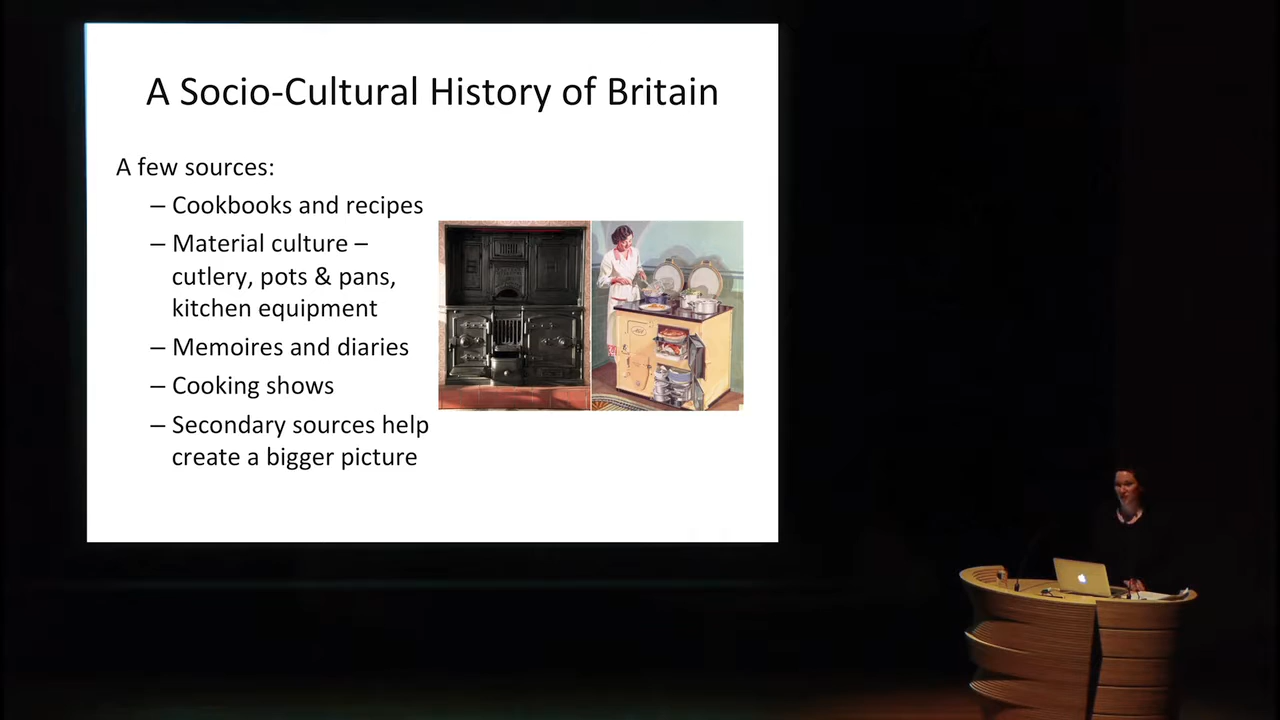 A Socio-Cultural History of Britain
A few sources:
– Cookbooks and recipes
– Material culture –
cutlery, pots & pans,
kitchen equipment
– Memoires and diaries
– Cooking shows
– Secondary sources help
create a bigger picture